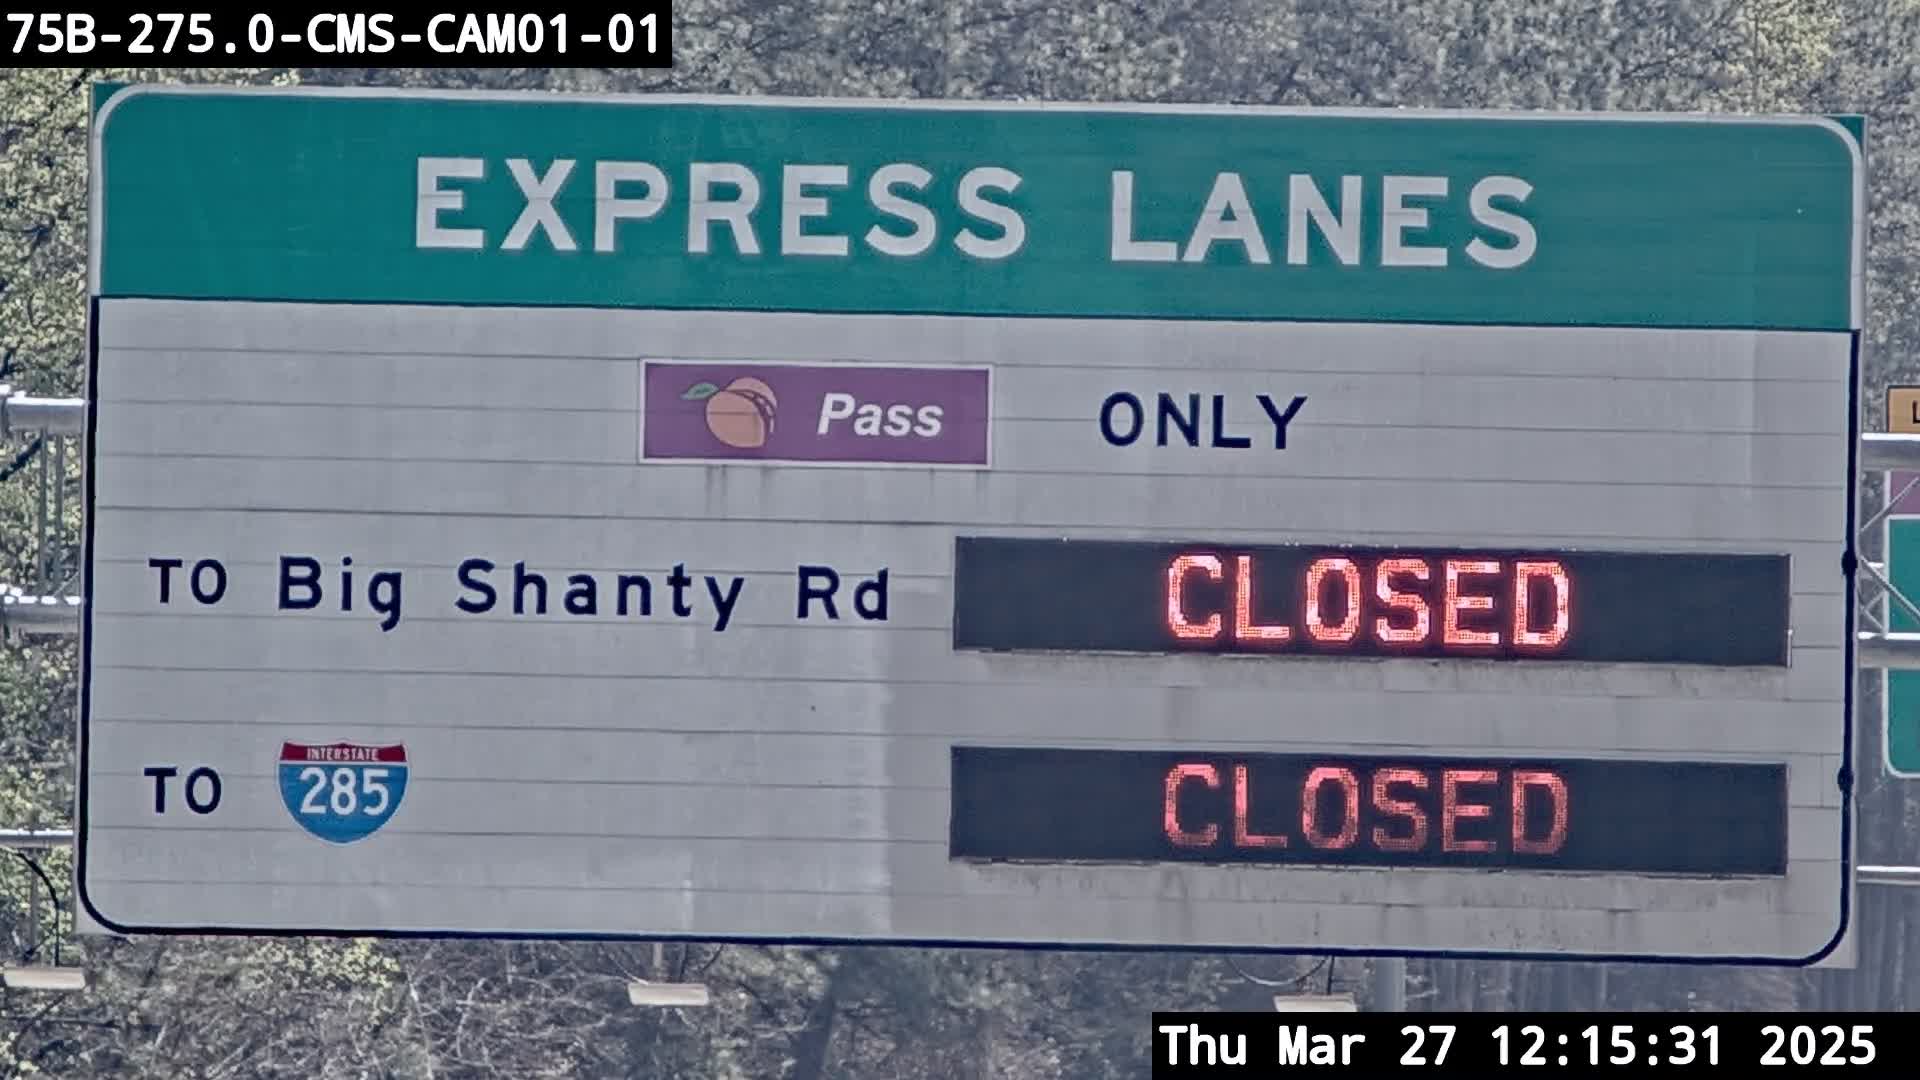 75B-275.0-CMS-CAM01-01
EXPRESS LANES
Pass ONLY
TO Big Shanty Rd CLOSED
TO INTERSTATE 285 CLOSED
Thu Mar 27 12:15:31 2025